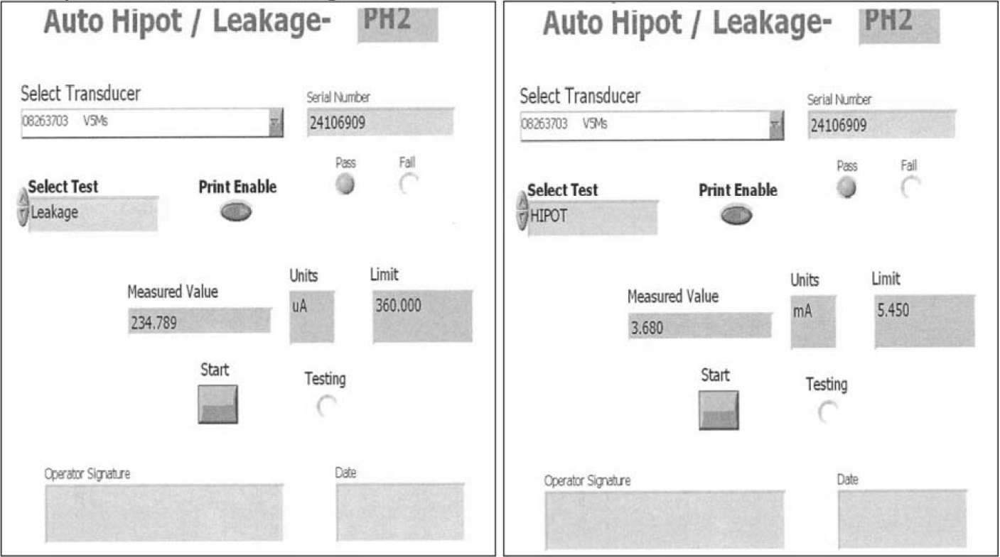 Auto Hipot / Leakage- PH2
Select Transducer
Serial Number
08263703 V5Ms
24106909
Pass Fail
Select Test
Print Enable
Leakage
Units Limit
Measured Value
uA 360.000
234.789
Start
Testing
Operator Signature Date
Auto Hipot / Leakage- PH2
Select Transducer
Serial Number
08263703 V5Ms
24106909
Pass Fail
Select Test
Print Enable
HIPOT
Units Limit
Measured Value
mA 5.450
3.680
Start
Testing
Operator Signature Date